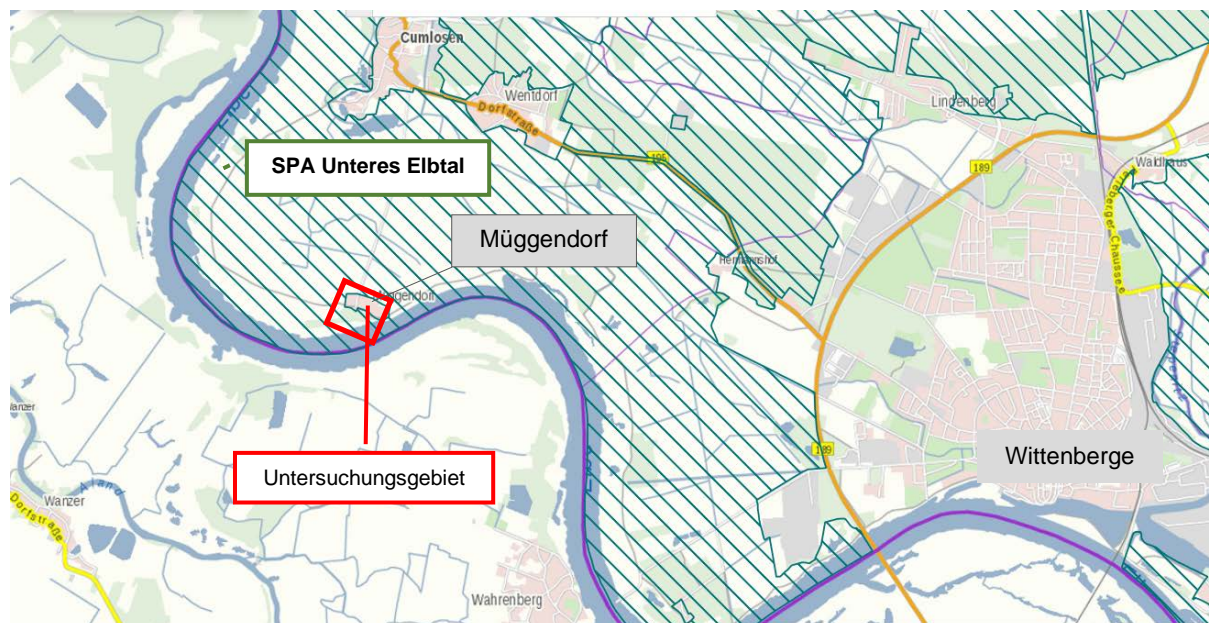 Cumlosen
Wentdorf
Dorfstraße
195
Lindenberg
189
Waldhaus
SPA Unteres Elbtal
Müggendorf
Hermannshof
Müggendorf
Elbe
Wanzer
Untersuchungsgebiet
Wittenberge
189
Wanzer
Aland
Dorfstraße
Wahrenberg